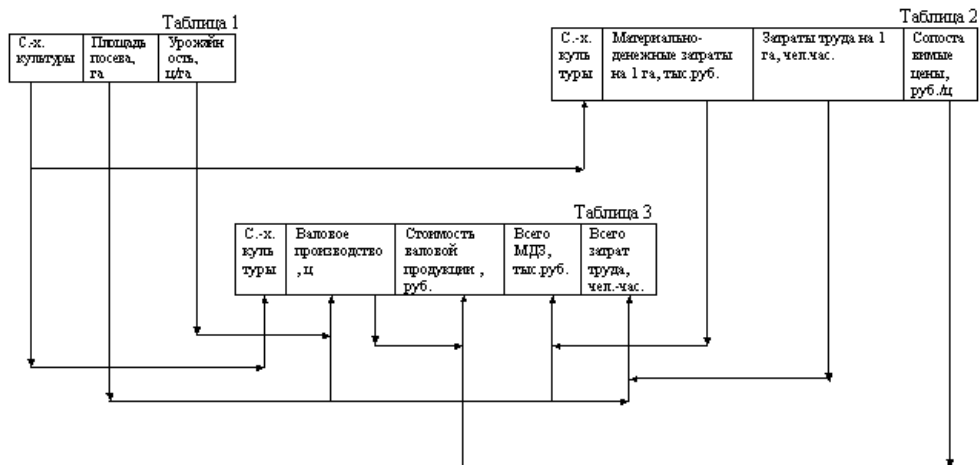 Таблица 1
С.-х.
культуры
Площадь
посева,
га
Урожайн
ость,
ц/га
Таблица 2
С.-х.
куль
туры
Материально-
денежные затраты
на 1 га, тыс.руб.
Затраты труда на 1
га, чел.час.
Сопоста
вимые
цены,
руб./ц
Таблица 3
С.-х.
куль
туры
Валовое
производство
, ц
Стоимость
валовой
продукции ,
руб.
Всего
МДЗ,
тыс.руб.
Всего
затрат
труда,
чел.-час.